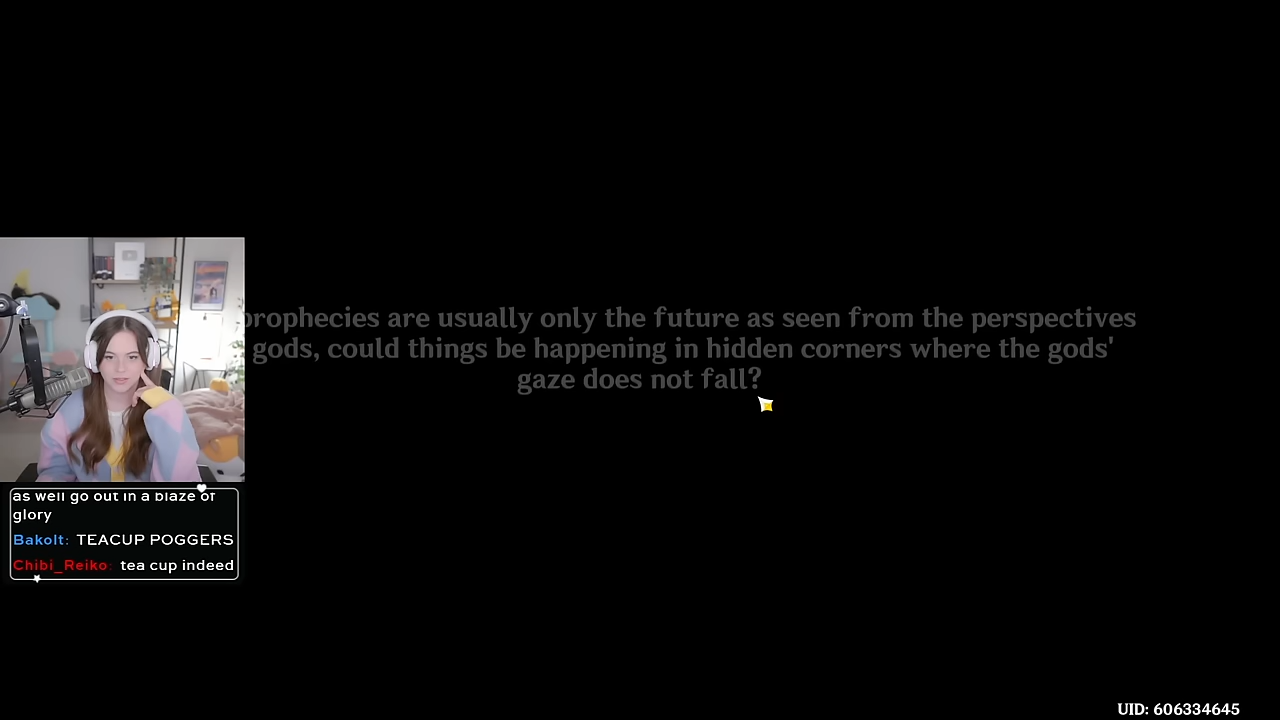 prophecies are usually only the future as seen from the perspectives
gods, could things be happening in hidden corners where the gods'
gaze does not fall?
as well go out in a blaze of
glory
Bakolt: TEACUP POGGERS
Chibi_Reiko: tea cup indeed
UID: 606334645